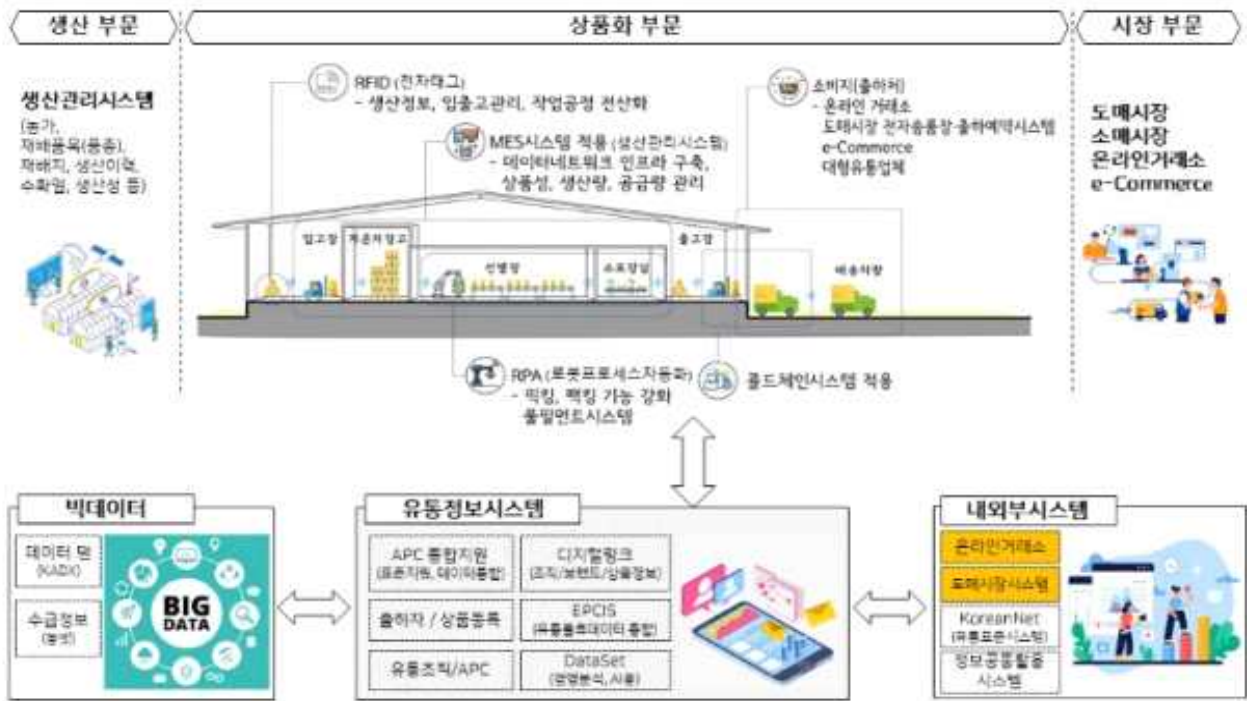 생산 부문
상품화 부문
시장 부문
생산관리시스템
(농가,
재배품목(품종),
재배지, 생산이력,
수확일, 생산성 등)
RFID (전자태그)
- 생산정보, 입출고관리, 작업공정 전산화
MES시스템 적용 (생산관리시스템)
- 데이터네트워크 인프라 구축,
상품성, 생산량, 공급량 관리
소비지(출하처)
- 온라인 거래소
도매시장 전자송품장·출하예약시스템
e-Commerce
대형유통업체
도매시장
소매시장
온라인거래소
e-Commerce
입고장
저온저장고
선별장
소포장실
출고장
배송차량
RPA (로봇프로세스자동화)
- 픽킹, 팩킹 기능 강화
풀필먼트시스템
콜드체인시스템 적용
빅데이터
데이터 댐
(KADX)
수급정보
(농넷)
BIG
DATA
유통정보시스템
APC 통합지원
(표준지원, 데이터통합)
디지털링크
(조직/브랜드/상품정보)
출하자 / 상품등록
EPCIS
(유통물류데이터 통합)
유통조직/APC
DataSet
(경영분석, AI용)
내외부시스템
온라인거래소
도매시장시스템
KoreanNet
(유통표준시스템)
정보공동활용
시스템